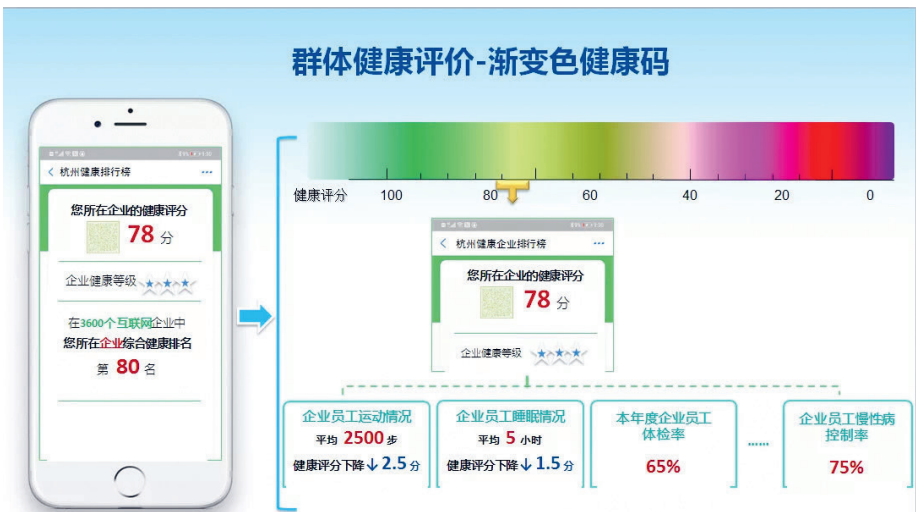 群体健康评价-渐变色健康码
杭州健康排行榜
您所在企业的健康评分
78 分
企业健康等级
在3600个互联网企业中
您所在企业综合健康排名
第 80 名
健康评分 100 80 60 40 20 0
杭州健康企业排行榜
您所在企业的健康评分
78 分
企业健康等级
企业员工运动情况
平均 2500 步
健康评分下降↓2.5 分
企业员工睡眠情况
平均 5 小时
健康评分下降↓1.5 分
本年度企业员工
体检率
65%
……
企业员工慢性病
控制率
75%